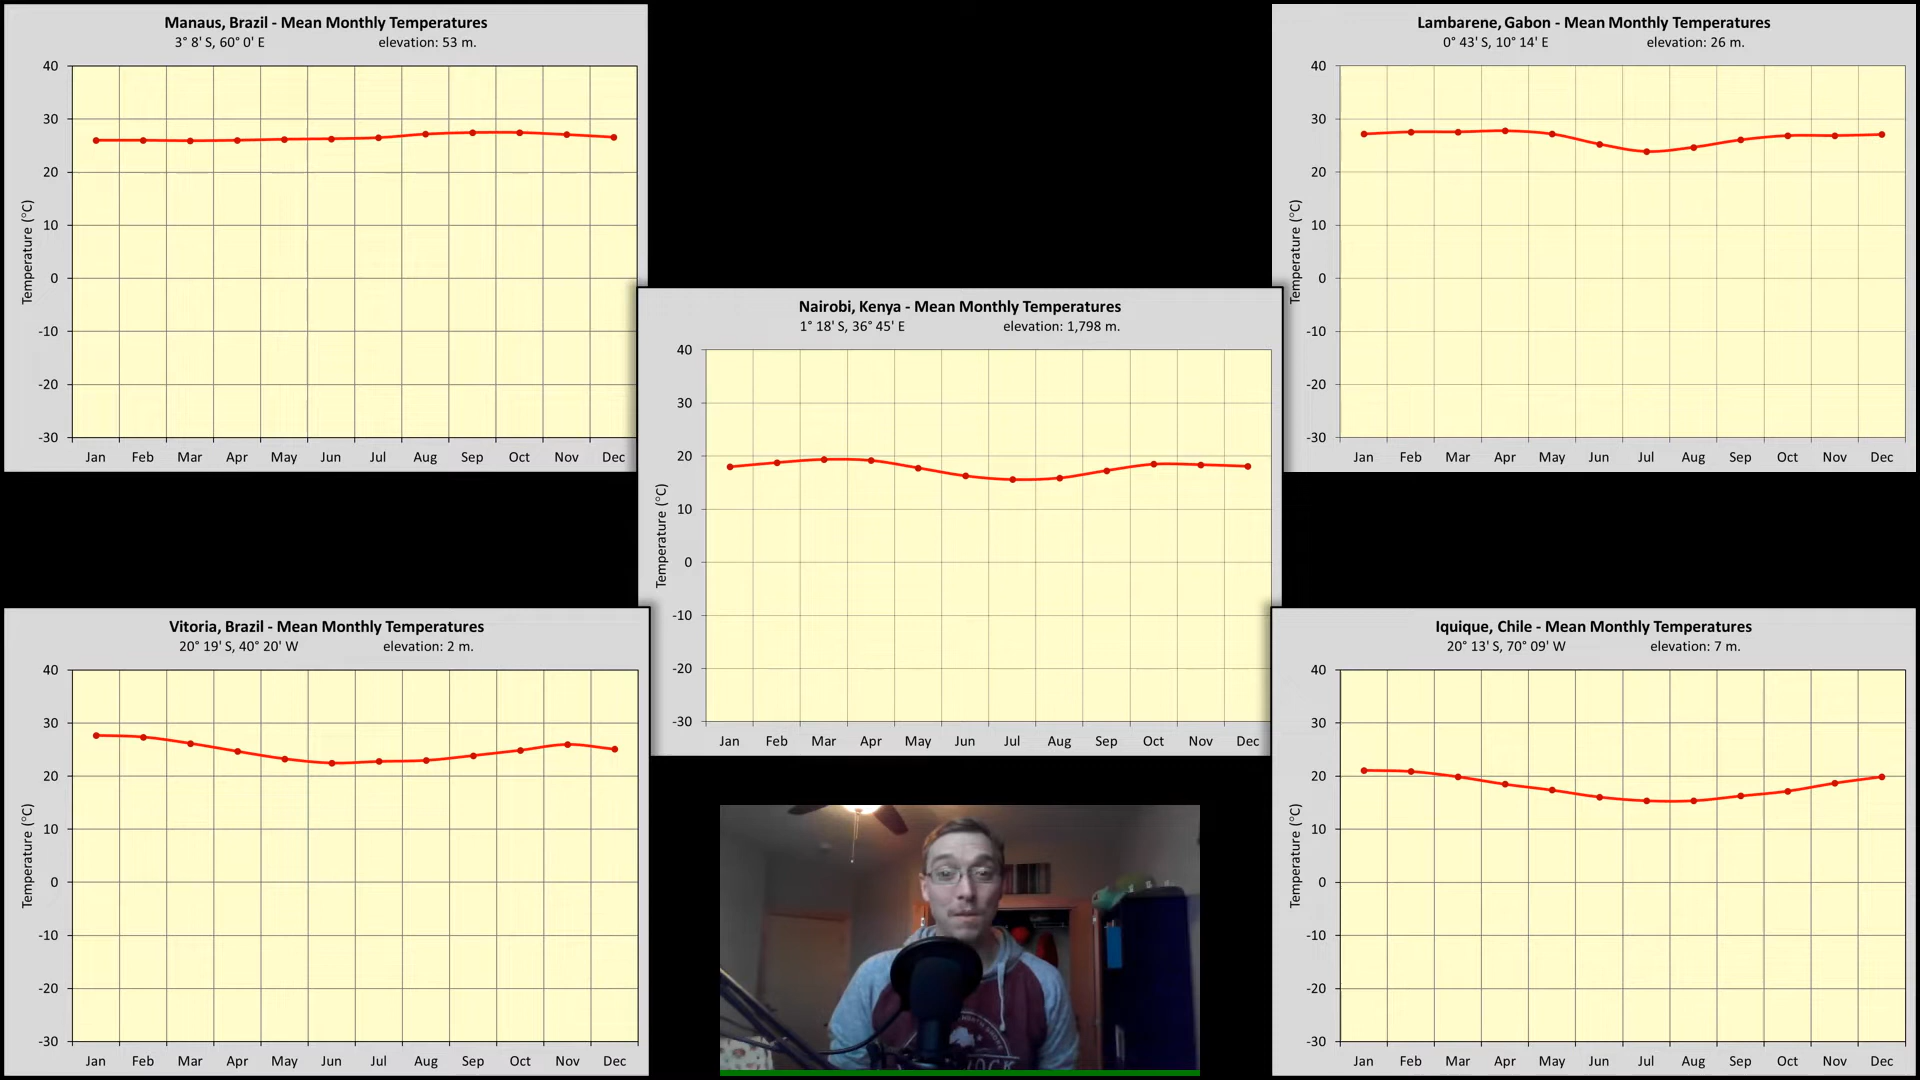 Manaus, Brazil - Mean Monthly Temperatures
3° 8' S, 60° 0' E elevation: 53 m.
40
30
20
10
0
-10
-20
-30
Temperature (°C)
Jan Feb Mar Apr May Jun Jul Aug Sep Oct Nov Dec
Lambarene, Gabon - Mean Monthly Temperatures
0° 43' S, 10° 14' E elevation: 26 m.
40
30
20
10
0
-10
-20
-30
Temperature (°C)
Jan Feb Mar Apr May Jun Jul Aug Sep Oct Nov Dec
Nairobi, Kenya - Mean Monthly Temperatures
1° 18' S, 36° 45' E elevation: 1,798 m.
40
30
20
10
0
-10
-20
-30
Temperature (°C)
Jan Feb Mar Apr May Jun Jul Aug Sep Oct Nov Dec
Vitoria, Brazil - Mean Monthly Temperatures
20° 19' S, 40° 20' W elevation: 2 m.
40
30
20
10
0
-10
-20
-30
Temperature (°C)
Jan Feb Mar Apr May Jun Jul Aug Sep Oct Nov Dec
Iquique, Chile - Mean Monthly Temperatures
20° 13' S, 70° 09' W elevation: 7 m.
40
30
20
10
0
-10
-20
-30
Temperature (°C)
Jan Feb Mar Apr May Jun Jul Aug Sep Oct Nov Dec